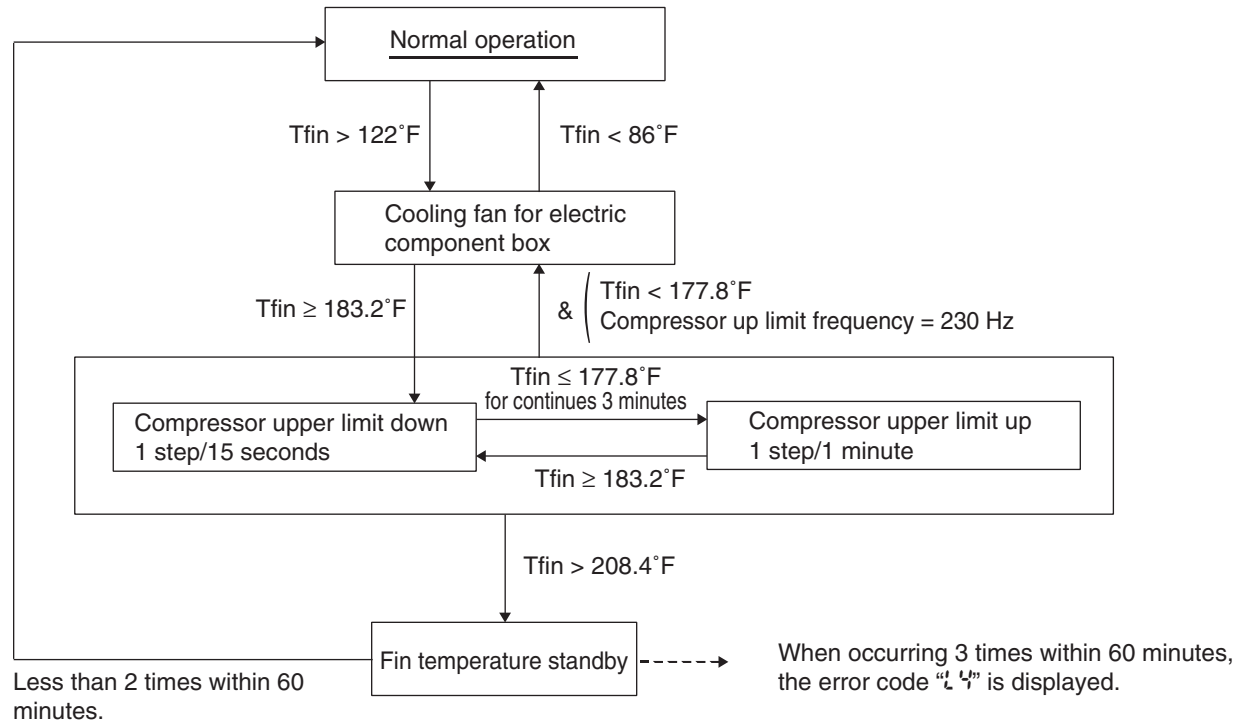 Normal operation
Tfin > 122˚F
Tfin < 86˚F
Cooling fan for electric
component box
Tfin ≥ 183.2˚F
&
Tfin < 177.8˚F
Compressor up limit frequency = 230 Hz
Tfin ≤ 177.8˚F
for continues 3 minutes
Compressor upper limit down
1 step/15 seconds
Compressor upper limit up
1 step/1 minute
Tfin ≥ 183.2˚F
Tfin > 208.4˚F
Fin temperature standby
When occurring 3 times within 60 minutes,
the error code “L4” is displayed.
Less than 2 times within 60
minutes.